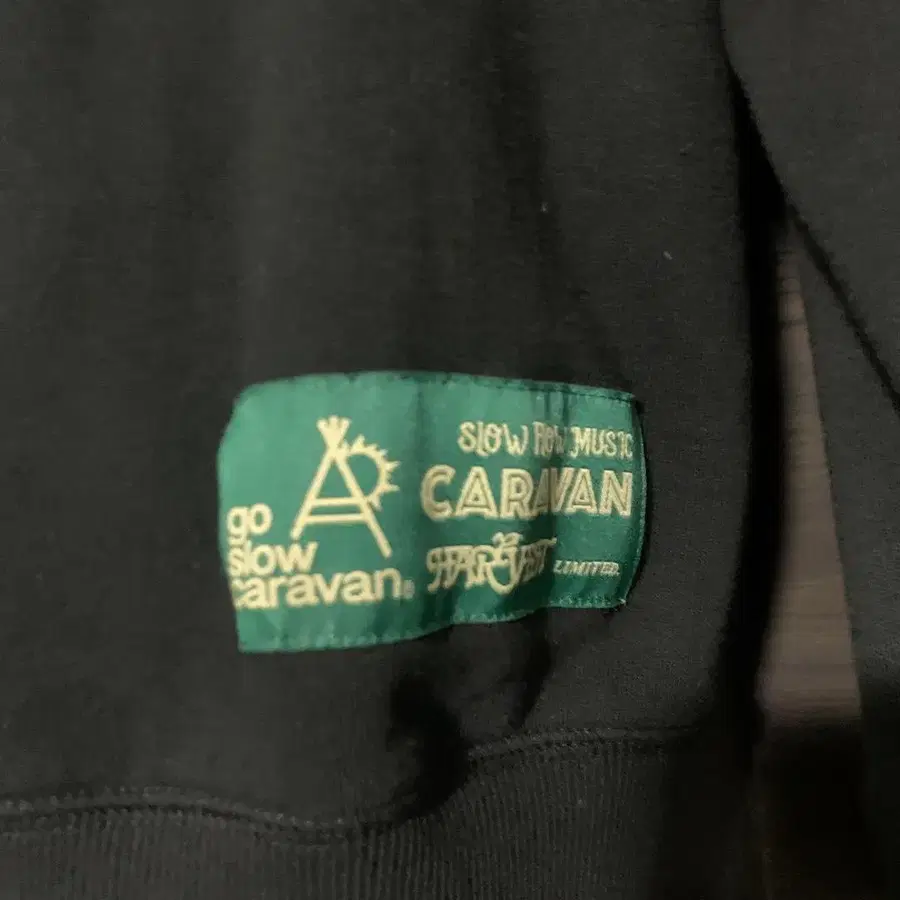 go
slow
caravan®
SLOW FLOW MUSIC
CARAVAN
HARVEST LIMITED.